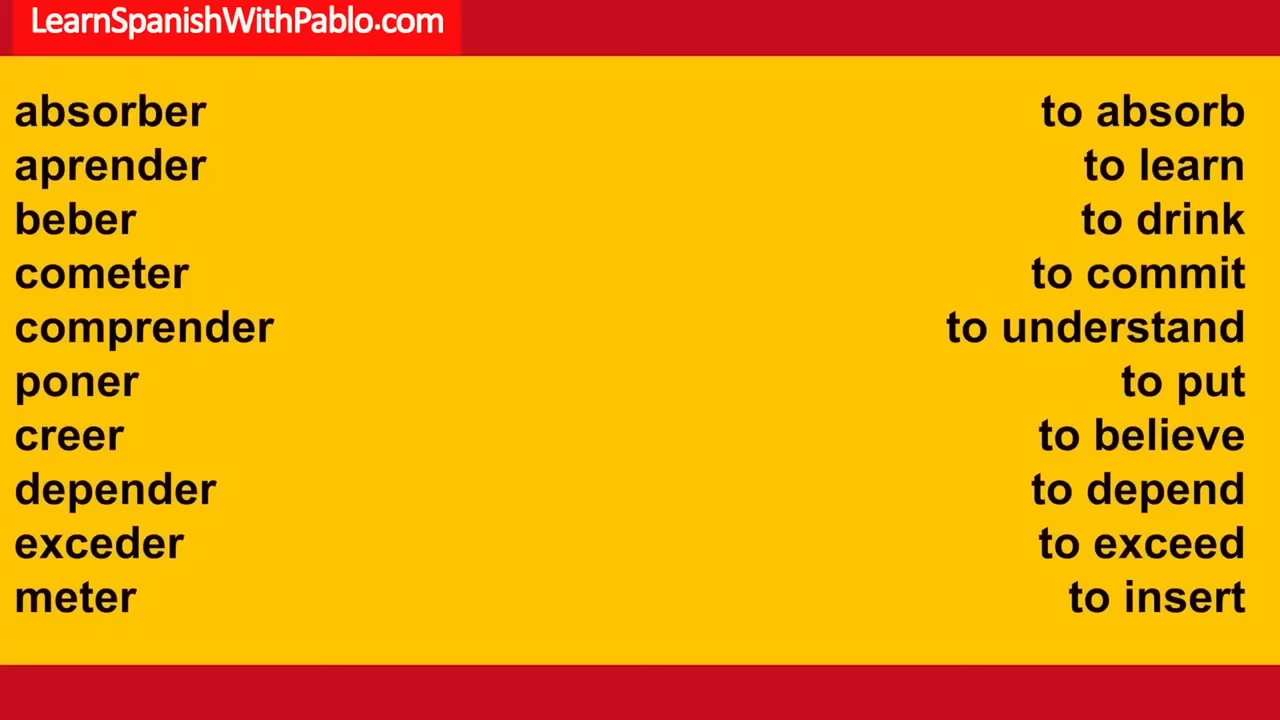 LearnSpanishWithPablo.com
absorber to absorb
aprender to learn
beber to drink
cometer to commit
comprender to understand
poner to put
creer to believe
depender to depend
exceder to exceed
meter to insert